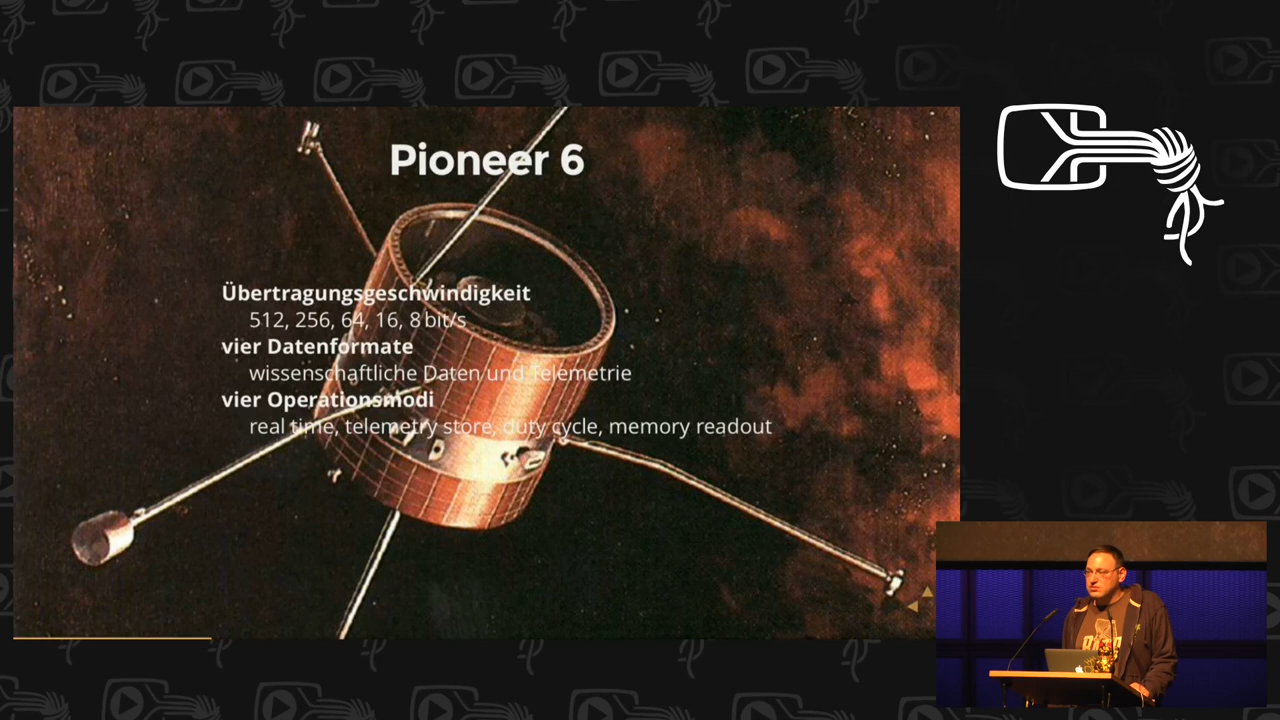 Pioneer 6
Übertragungsgeschwindigkeit
512, 256, 64, 16, 8 bit/s
vier Datenformate
wissenschaftliche Daten und Telemetrie
vier Operationsmodi
real time, telemetry store, duty cycle, memory readout